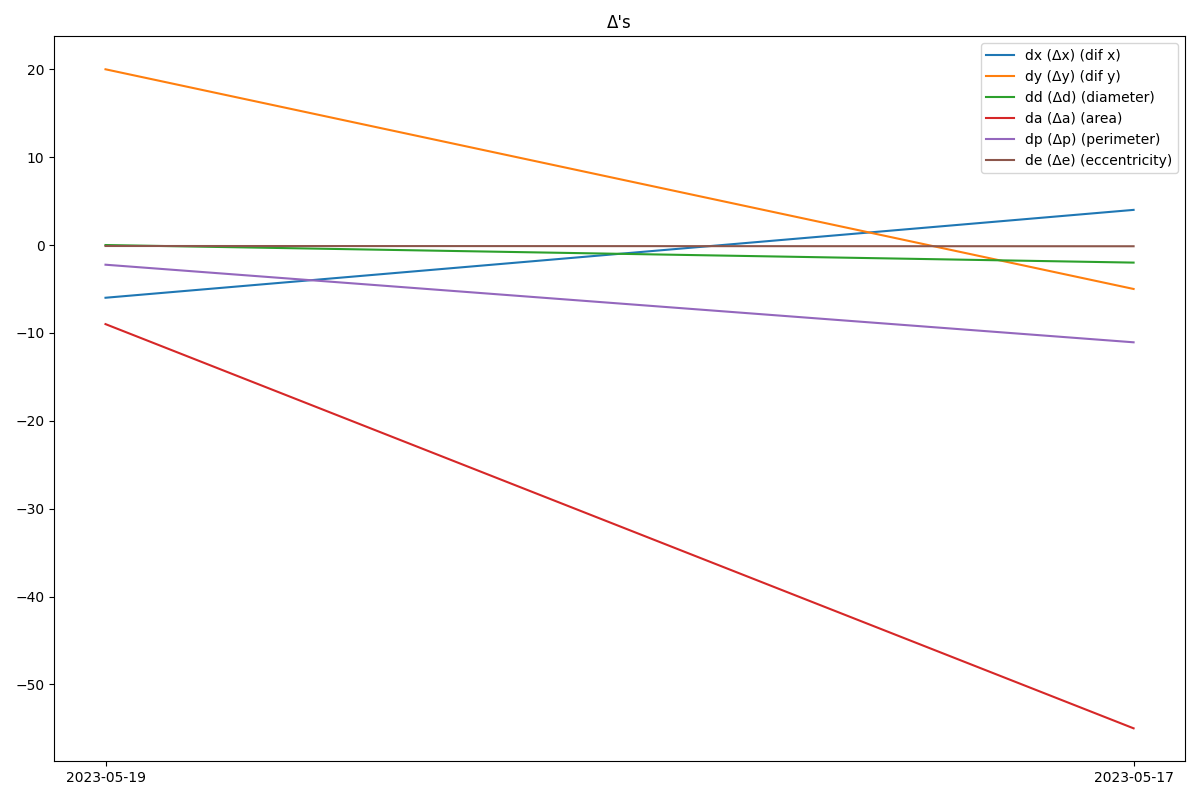 Δ's
dx (Δx) (dif x)
dy (Δy) (dif y)
dd (Δd) (diameter)
da (Δa) (area)
dp (Δp) (perimeter)
de (Δe) (eccentricity)
20
10
0
−10
−20
−30
−40
−50
2023-05-19 2023-05-17